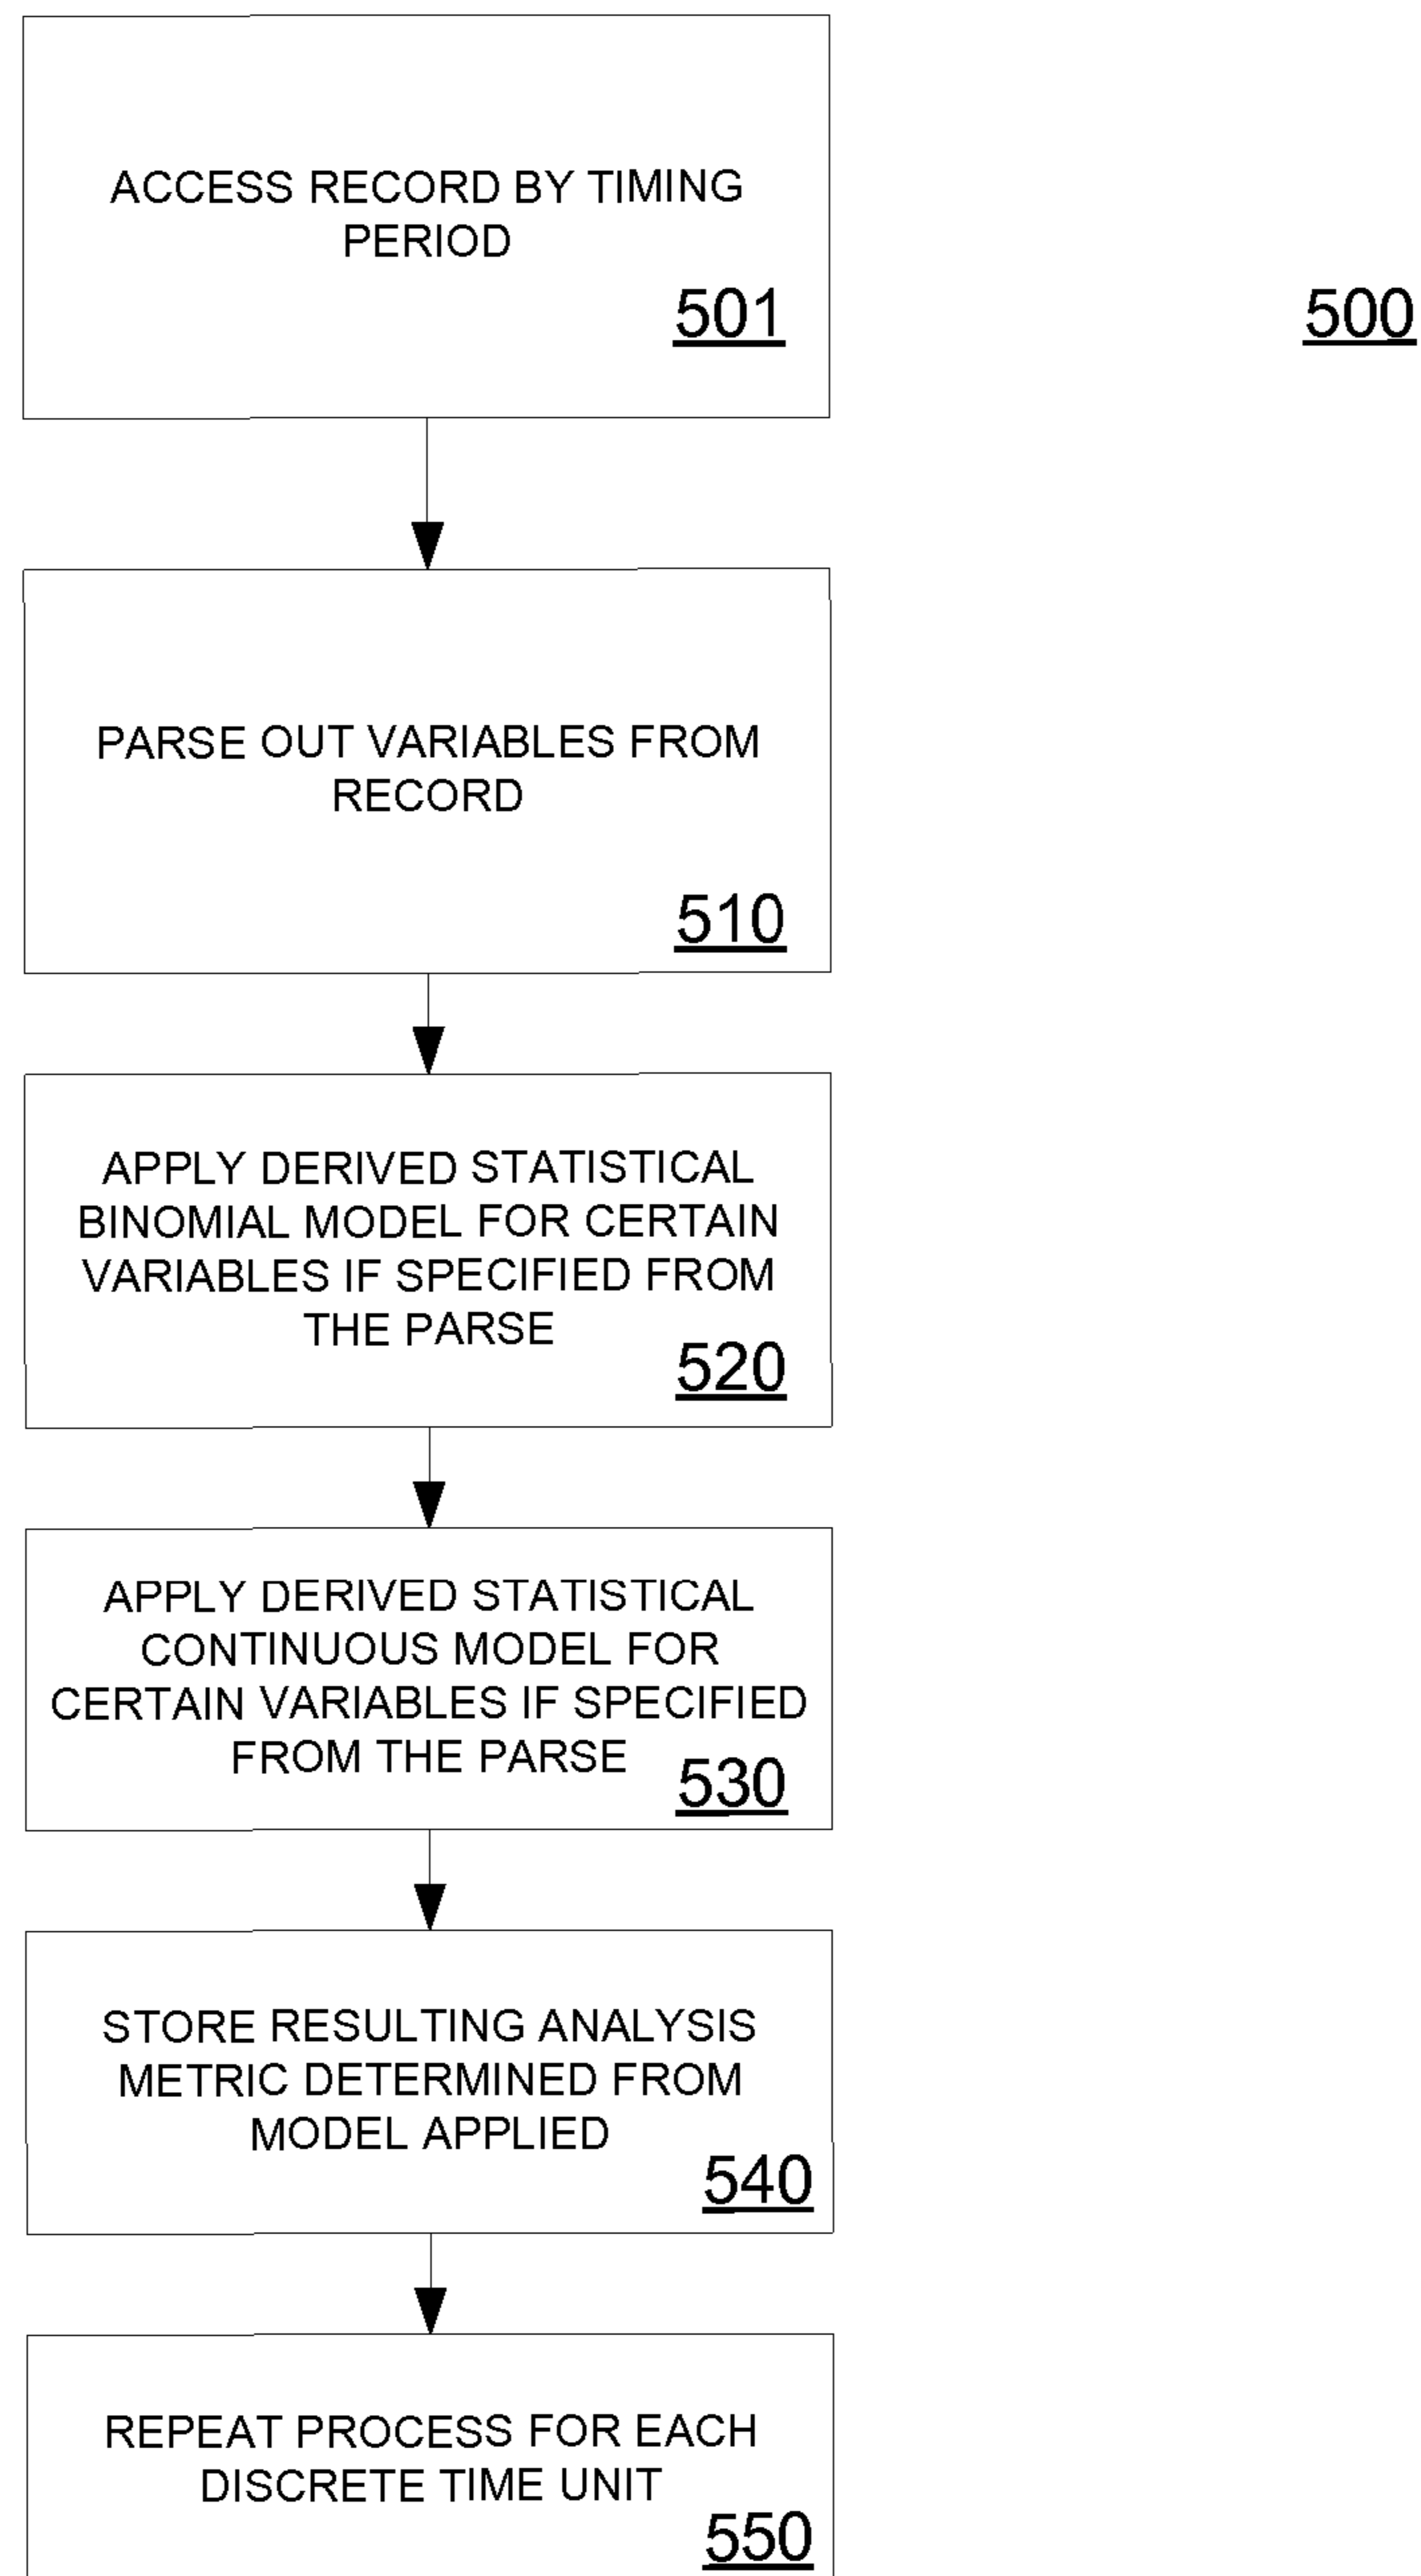 ACCESS RECORD BY TIMING
PERIOD
501
500
PARSE OUT VARIABLES FROM
RECORD
510
APPLY DERIVED STATISTICAL
BINOMIAL MODEL FOR CERTAIN
VARIABLES IF SPECIFIED FROM
THE PARSE
520
APPLY DERIVED STATISTICAL
CONTINUOUS MODEL FOR
CERTAIN VARIABLES IF SPECIFIED
FROM THE PARSE
530
STORE RESULTING ANALYSIS
METRIC DETERMINED FROM
MODEL APPLIED
540
REPEAT PROCESS FOR EACH
DISCRETE TIME UNIT
550